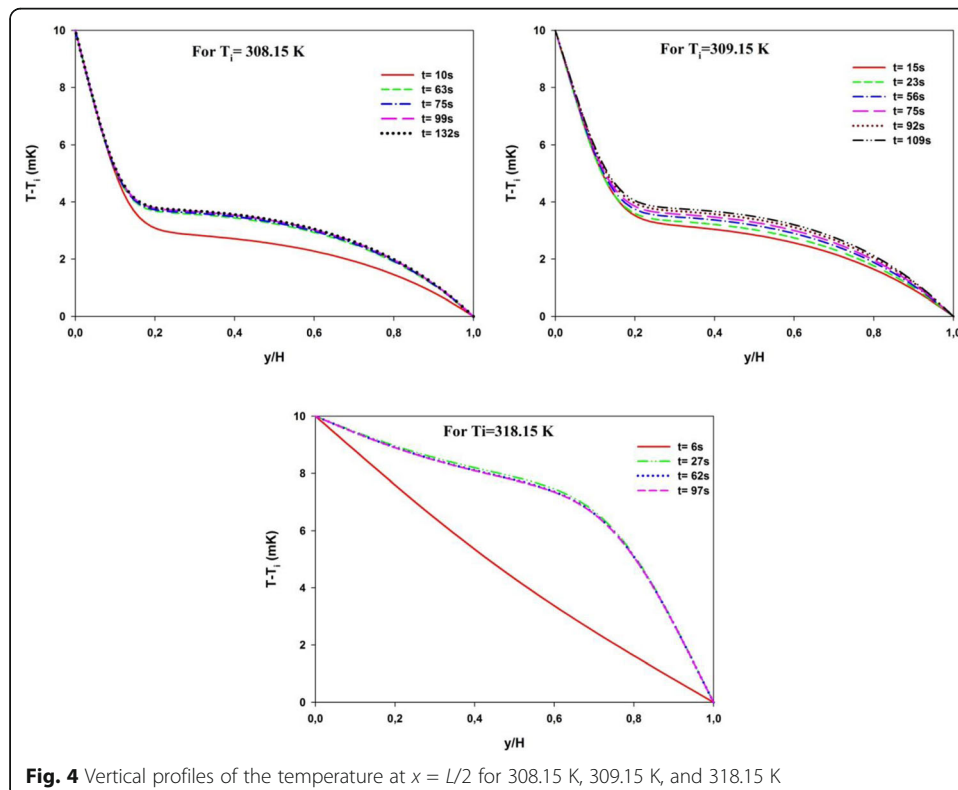 For Ti= 308.15 K
t= 10s
t= 63s
t= 75s
t= 99s
t= 132s
T-Ti (mK)
10
8
6
4
2
0
0,0 0,2 0,4 0,6 0,8 1,0
y/H
For Ti=309.15 K
t= 15s
t= 23s
t= 56s
t= 75s
t= 92s
t= 109s
T-Ti (mK)
10
8
6
4
2
0
0,0 0,2 0,4 0,6 0,8 1,0
y/H
For Ti=318.15 K
t= 6s
t= 27s
t= 62s
t= 97s
T-Ti (mK)
10
8
6
4
2
0
0,0 0,2 0,4 0,6 0,8 1,0
y/H
Fig. 4 Vertical profiles of the temperature at x = L/2 for 308.15 K, 309.15 K, and 318.15 K